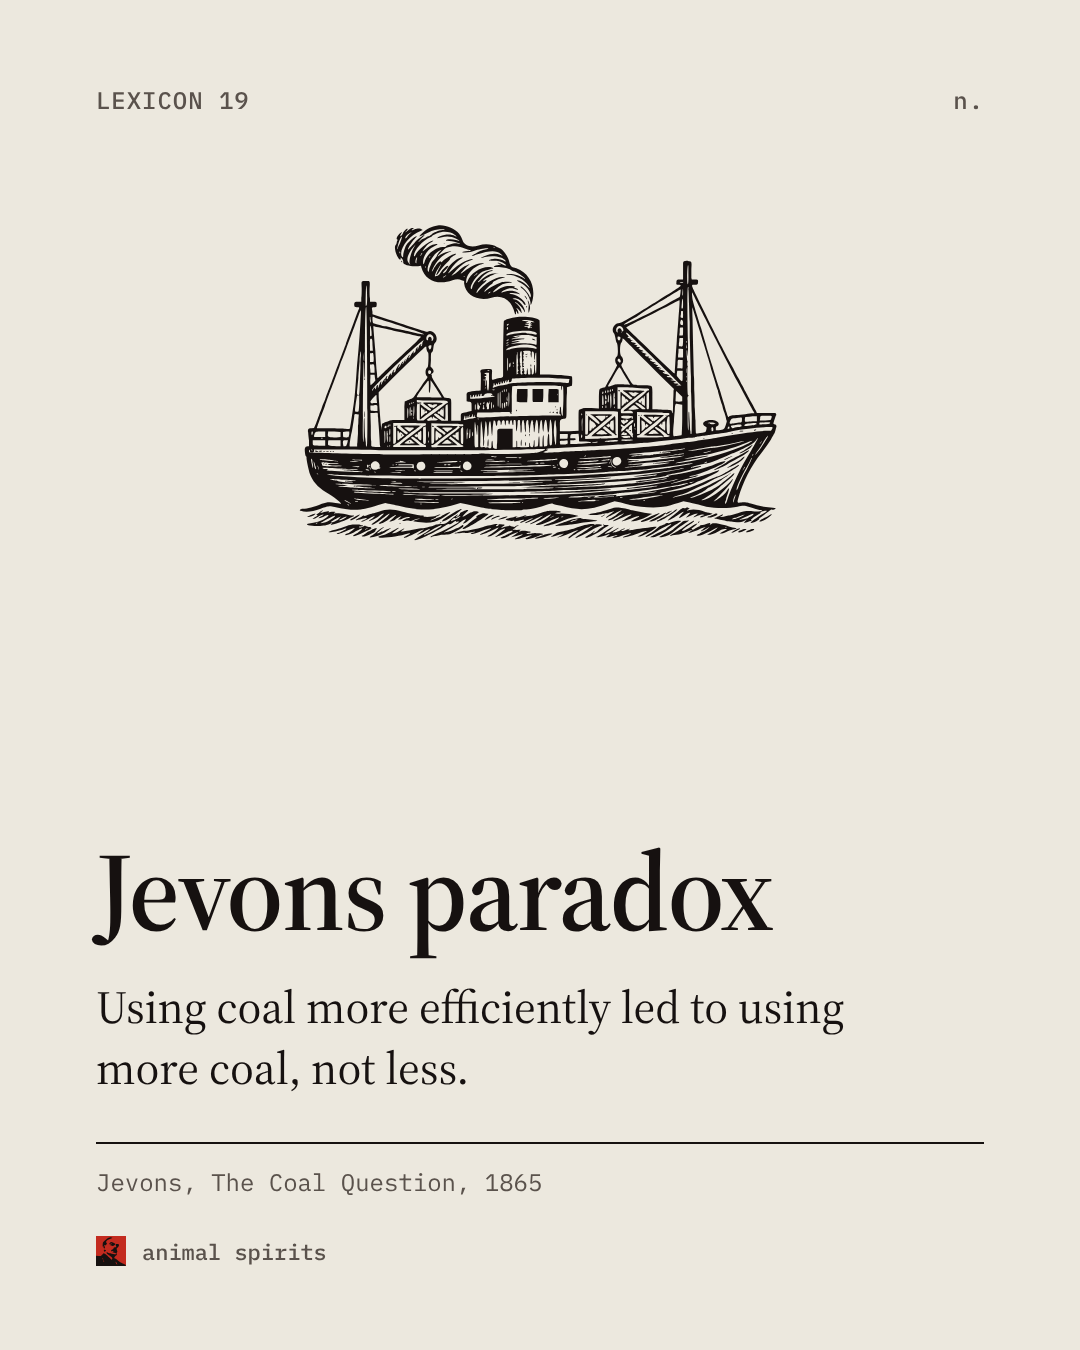 LEXICON 19
n.
Jevons paradox
Using coal more efficiently led to using
more coal, not less.
Jevons, The Coal Question, 1865
animal spirits